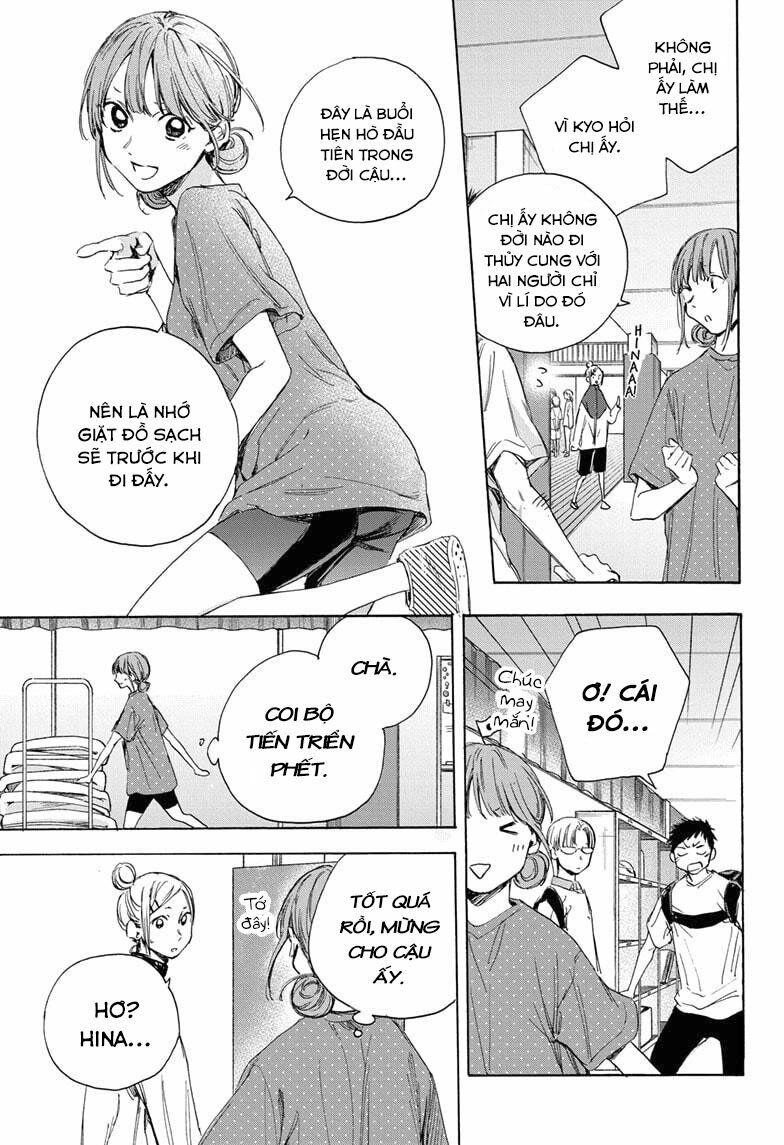 KHÔNG
PHẢI, CHỊ
ẤY LÀM
THẾ...
VÌ KYO HỎI
CHỊ ẤY.
CHỊ ẤY KHÔNG
ĐỜI NÀO ĐI
THỦY CUNG VỚI
HAI NGƯỜI CHỈ
VÌ LÍ DO ĐÓ
ĐÂU.
HINAAA!
ĐÂY LÀ BUỔI
HẸN HÒ ĐẦU
TIÊN TRONG
ĐỜI CẬU...
NÊN LÀ NHỚ
GIẶT ĐỒ SẠCH
SẼ TRƯỚC KHI
ĐI ĐẤY.
Ơ! CÁI
ĐÓ...
Chúc
may
mắn!
CHÀ.
COI BỘ
TIẾN TRIỂN
PHẾT.
TỐT QUÁ
RỒI, MỪNG
CHO CẬU
ẤY.
Tớ
đây!
HƠ?
HINA...